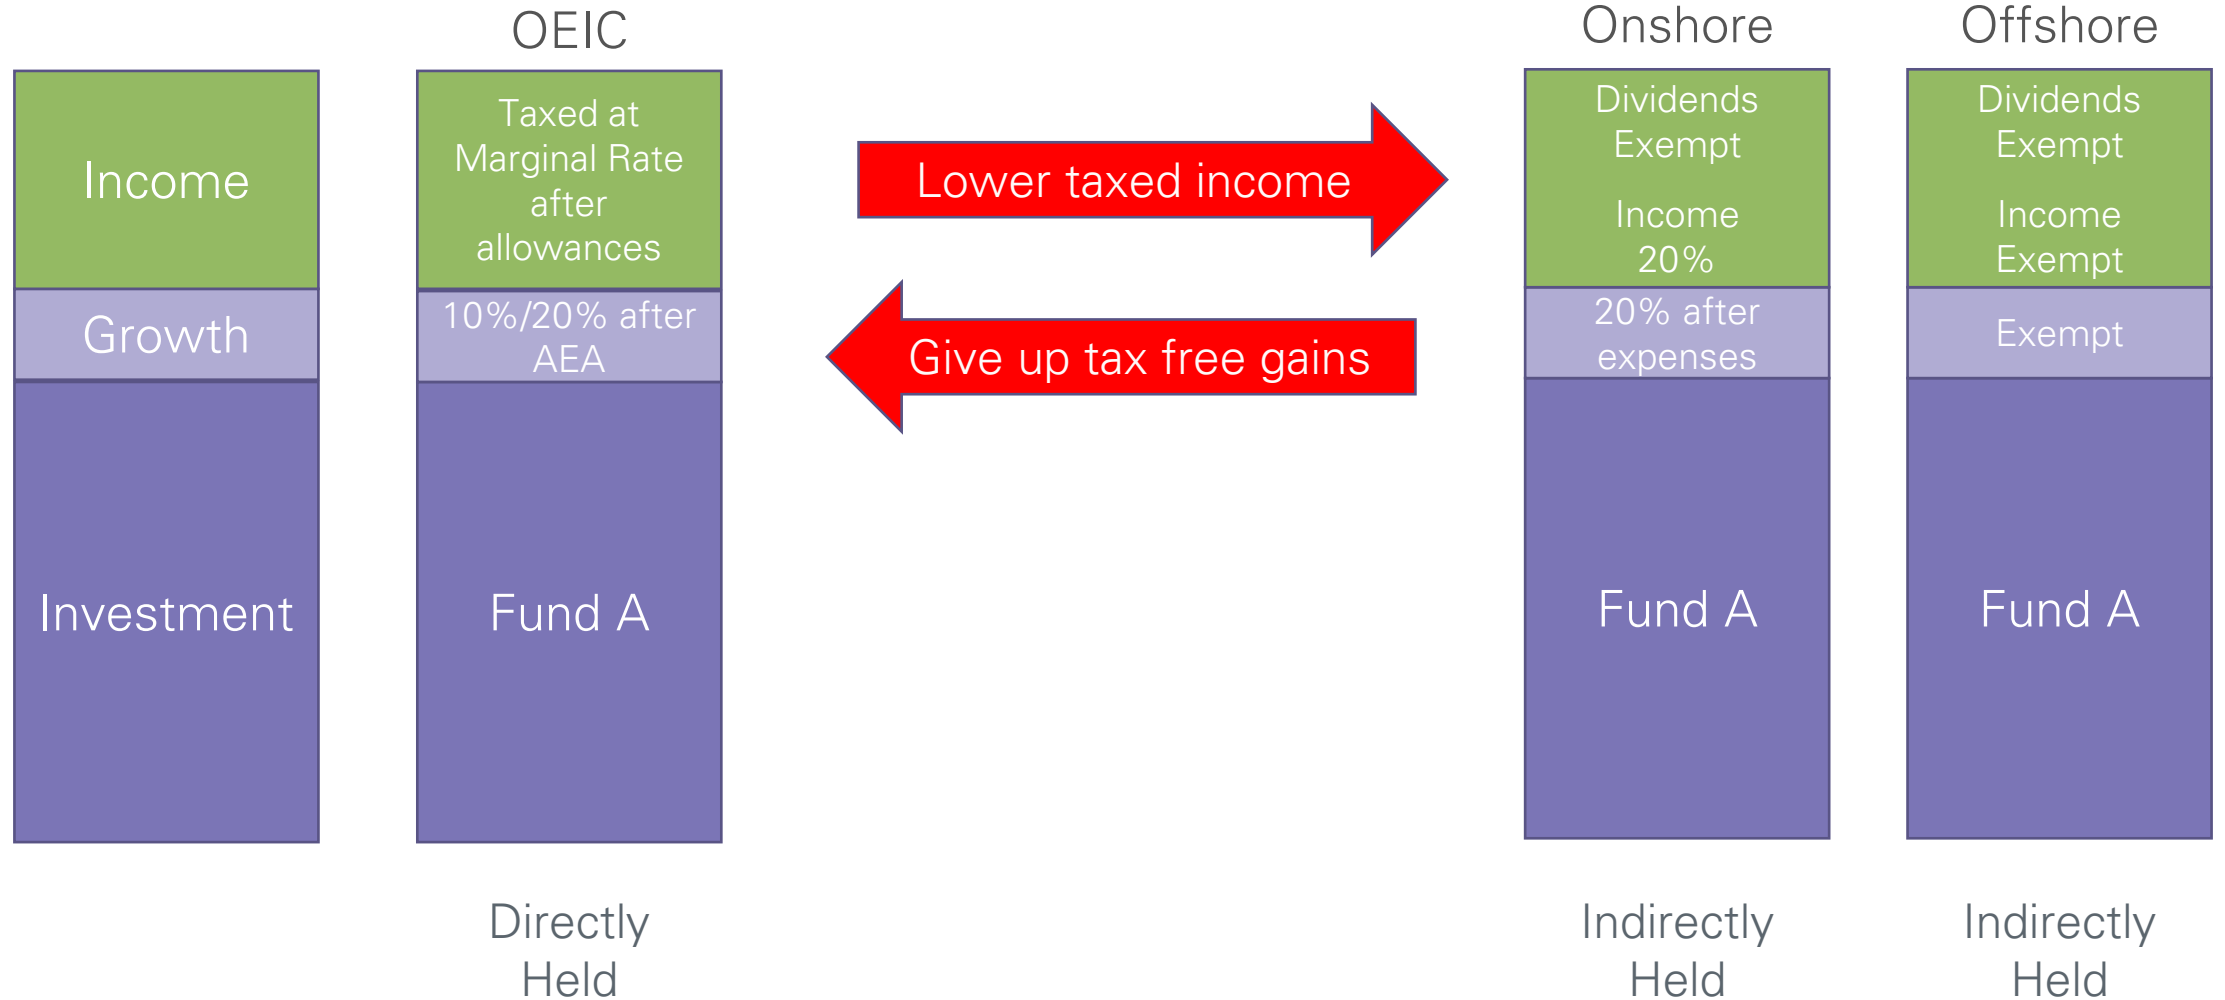 OEIC
Onshore
Offshore
Income
Growth
Investment
Taxed at
Marginal Rate
after
allowances
10%/20% after
AEA
Fund A
Directly
Held
Lower taxed income
Give up tax free gains
Dividends
Exempt
Income
20%
20% after
expenses
Fund A
Indirectly
Held
Dividends
Exempt
Income
Exempt
Exempt
Fund A
Indirectly
Held